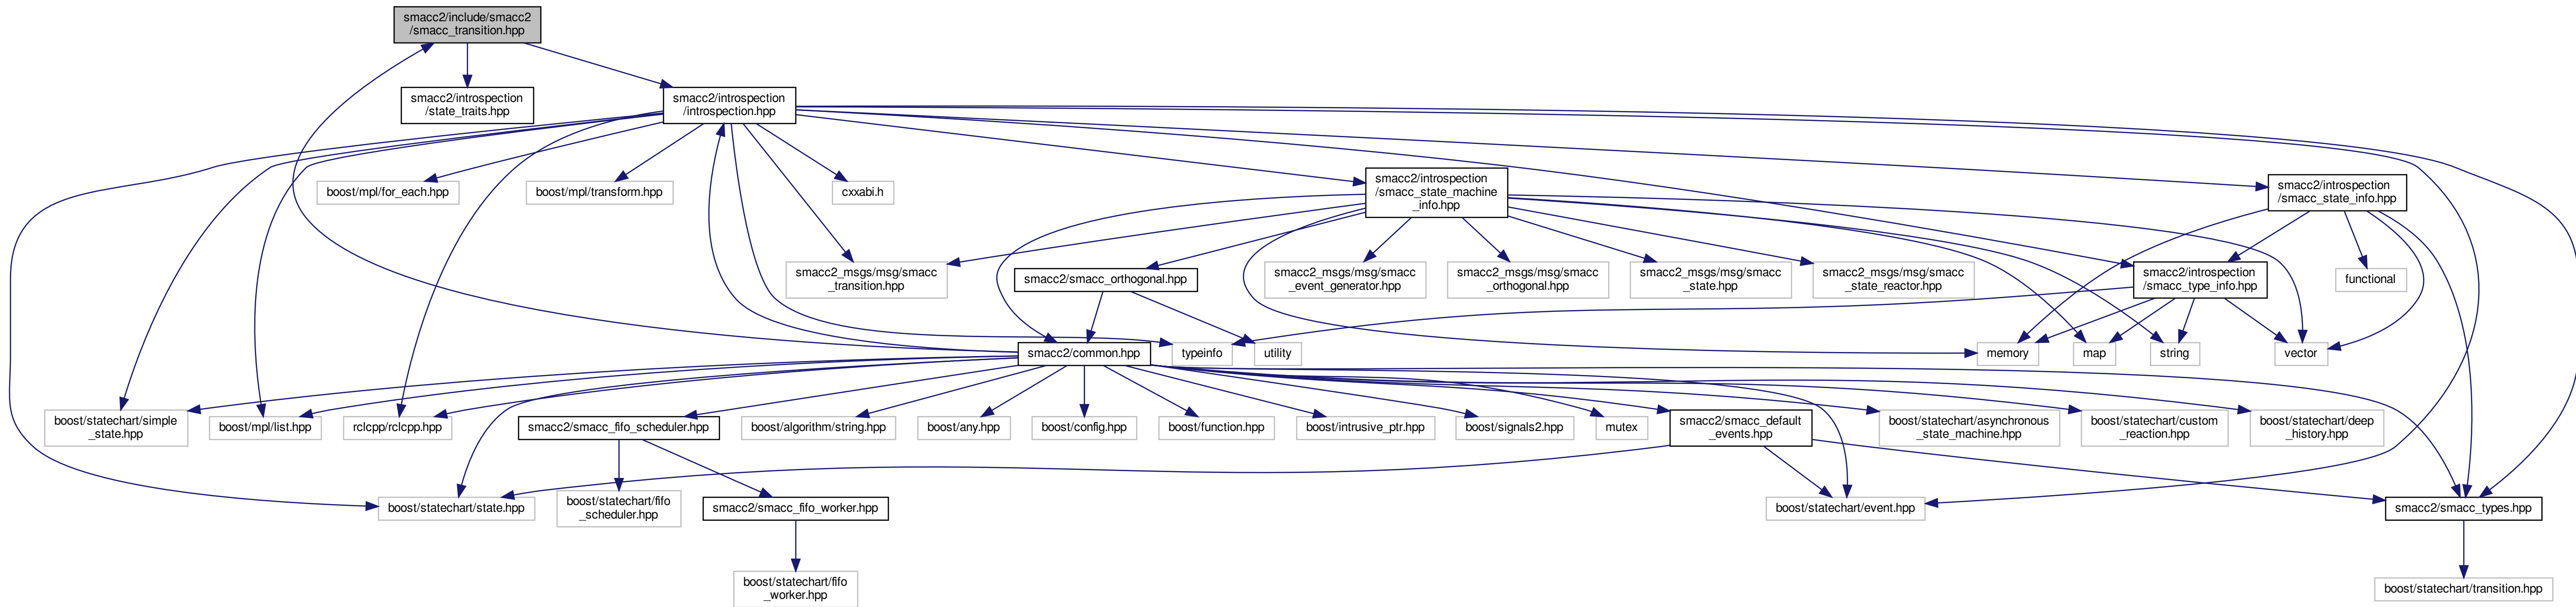 smacc2/include/smacc2
/smacc_transition.hpp
smacc2/introspection
/state_traits.hpp
smacc2/introspection
/introspection.hpp
boost/mpl/for_each.hpp
boost/mpl/transform.hpp
cxxabi.h
smacc2/introspection
/smacc_state_machine
_info.hpp
smacc2/introspection
/smacc_state_info.hpp
smacc2_msgs/msg/smacc
_transition.hpp
smacc2/smacc_orthogonal.hpp
smacc2_msgs/msg/smacc
_event_generator.hpp
smacc2_msgs/msg/smacc
_orthogonal.hpp
smacc2_msgs/msg/smacc
_state.hpp
smacc2_msgs/msg/smacc
_state_reactor.hpp
smacc2/introspection
/smacc_type_info.hpp
functional
smacc2/common.hpp
typeinfo
utility
memory
map
string
vector
boost/statechart/simple
_state.hpp
boost/mpl/list.hpp
rclcpp/rclcpp.hpp
smacc2/smacc_fifo_scheduler.hpp
boost/algorithm/string.hpp
boost/any.hpp
boost/config.hpp
boost/function.hpp
boost/intrusive_ptr.hpp
boost/signals2.hpp
mutex
smacc2/smacc_default
_events.hpp
boost/statechart/asynchronous
_state_machine.hpp
boost/statechart/custom
_reaction.hpp
boost/statechart/deep
_history.hpp
boost/statechart/state.hpp
boost/statechart/fifo
_scheduler.hpp
smacc2/smacc_fifo_worker.hpp
boost/statechart/event.hpp
smacc2/smacc_types.hpp
boost/statechart/fifo
_worker.hpp
boost/statechart/transition.hpp